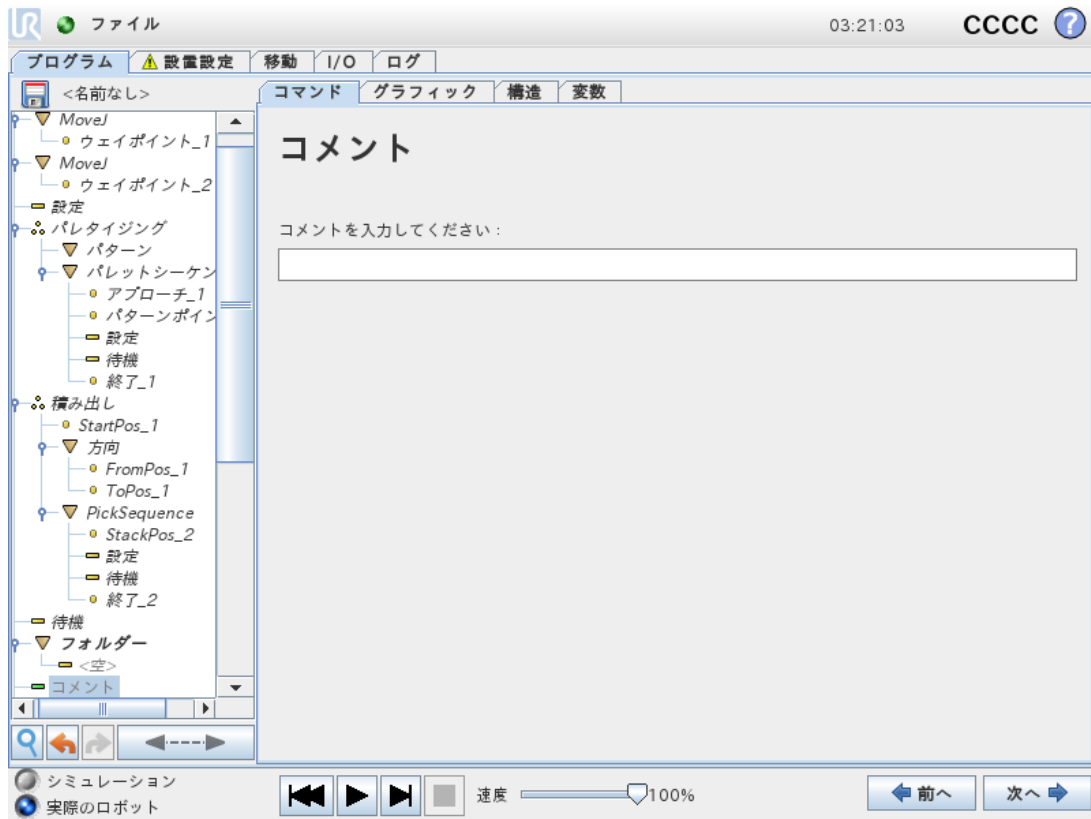 UR ファイル 03:21:03 CCCC ?
プログラム 設置設定 移動 I/O ログ
<名前なし>
コマンド グラフィック 構造 変数
MoveJ
ウェイポイント_1
MoveJ
ウェイポイント_2
設定
パレタイジング
パターン
パレットシーケン
アプローチ_1
パターンポイン
設定
待機
終了_1
積み出し
StartPos_1
方向
FromPos_1
ToPos_1
PickSequence
StackPos_2
設定
待機
終了_2
待機
フォルダー
<空>
コメント
コメント
コメントを入力してください：
シミュレーション
実際のロボット
速度 100%
前へ 次へ